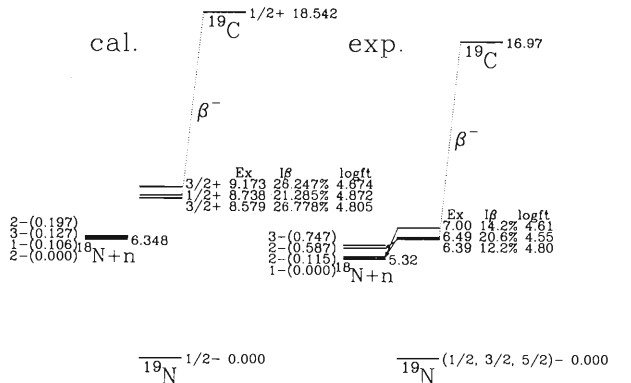 cal.
19C 1/2+ 18.542
β−
Ex Iβ logft
3/2+ 9.173 26.247% 4.874
1/2+ 8.738 21.285% 4.872
3/2+ 8.579 26.778% 4.805
2−(0.197)
3−(0.127)
1−(0.106)
2−(0.000)
18N+n 6.348
19N 1/2− 0.000
exp.
19C 16.97
β−
Ex Iβ logft
7.00 14.2% 4.61
6.49 20.6% 4.55
6.39 12.2% 4.80
3−(0.747)
2−(0.587)
2−(0.115)
1−(0.000)
18N+n 5.32
19N (1/2, 3/2, 5/2)− 0.000